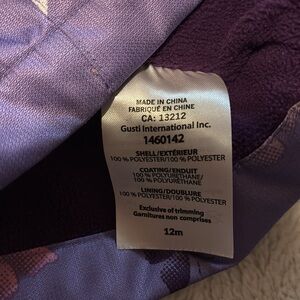 MADE IN CHINA
FABRIQUÉ EN CHINE
CA: 13212
Gusti International Inc.
1460142
SHELL/EXTÉRIEUR
100 % POLYESTER/100 % POLYESTER
COATING/ENDUIT
100 % POLYURETHANE/
100 % POLYURÉTHANE
LINING/DOUBLURE
100 % POLYESTER/100 % POLYESTER
Exclusive of trimming
Garnitures non comprises
12m